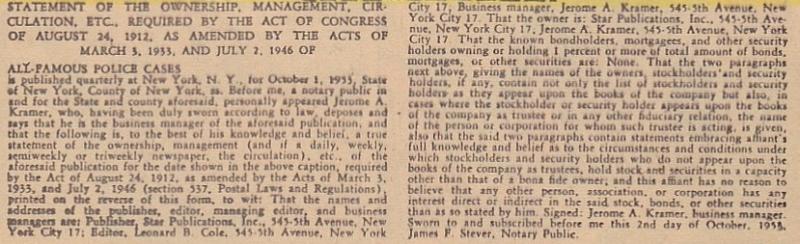 STATEMENT OF THE OWNERSHIP, MANAGEMENT, CIR-
CULATION, ETC., REQUIRED BY THE ACT OF CONGRESS
OF AUGUST 24, 1912, AS AMENDED BY THE ACTS OF
MARCH 3, 1933, AND JULY 2, 1946 OF
ALL-FAMOUS POLICE CASES
is published quarterly at New York, N. Y., for October 1, 1955, State
of New York, County of New York, ss. Before me, a notary public in
and for the State and county aforesaid, personally appeared Jerome A.
Kramer, who, having been duly sworn according to law, deposes and
says that he is the business manager of the aforesaid publication, and
that the following is, to the best of his knowledge and belief, a true
statement of the ownership, management (and if a daily, weekly,
semiweekly or triweekly newspaper, the circulation), etc., of the
aforesaid publication for the date shown in the above caption, required
by the Act of August 24, 1912, as amended by the Acts of March 3,
1933, and July 2, 1946 (section 537, Postal Laws and Regulations),
printed on the reverse of this form, to wit: That the names and
addresses of the publisher, editor, managing editor, and business
managers are: Publisher, Star Publications, Inc., 545-5th Avenue, New
York City 17; Editor, Leonard B. Cole, 545-5th Avenue, New York
City 17, Business manager, Jerome A. Kramer, 545-5th Avenue, New
York City 17. That the owner is: Star Publications, Inc., 545-5th Ave-
nue, New York City 17, Jerome A. Kramer, 545-5th Avenue, New York
City 17. That the known bondholders, mortgagees, and other security
holders owning or holding 1 percent or more of total amount of bonds,
mortgages, or other securities are: None. That the two paragraphs
next above, giving the names of the owners, stockholders and security
holders, if any, contain not only the list of stockholders and security
holders as they appear upon the books of the company but also, in
cases where the stockholder or security holder appears upon the books
of the company as trustee or in any other fiduciary relation, the name
of the person or corporation for whom such trustee is acting, is given,
also that the said two paragraphs contain statements embracing affiant's
full knowledge and belief as to the circumstances and conditions under
which stockholders and security holders who do not appear upon the
books of the company as trustees, hold stock and securities in a capacity
other than that of a bona fide owner; and this affiant has no reason to
believe that any other person, association, or corporation has any
interest direct or indirect in the said stock, bonds, or other securities
than as so stated by him. Signed: Jerome A. Kramer, business manager.
Sworn to and subscribed before me this 2nd day of October, 1953.
James F. Stever, Notary Public.